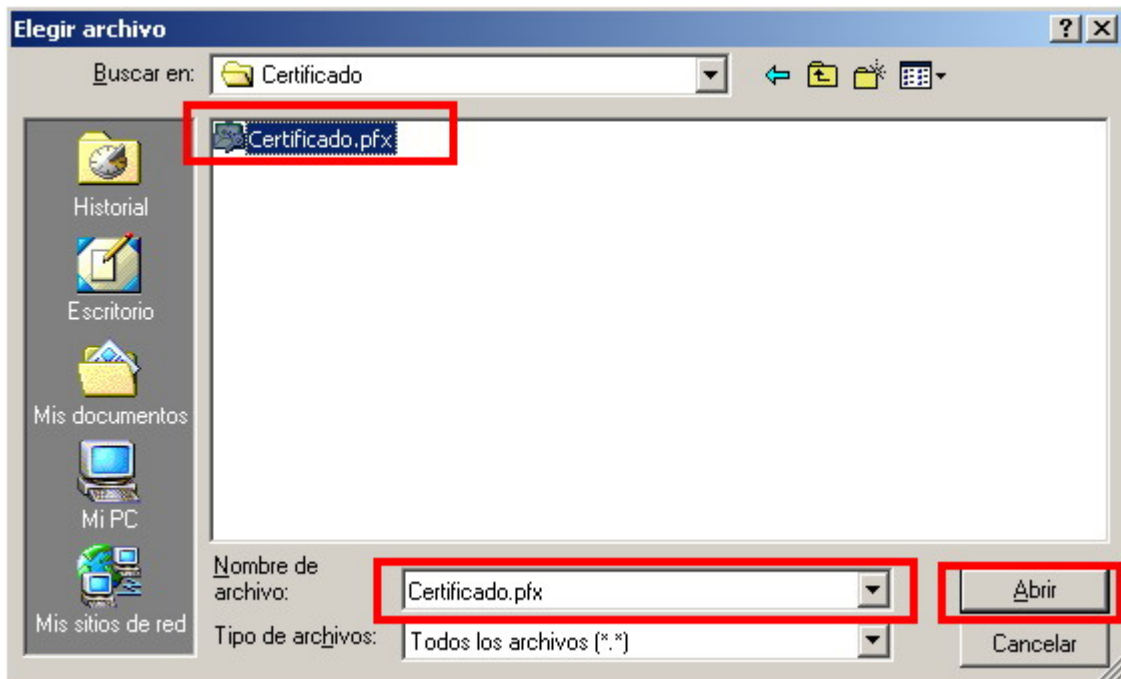 Elegir archivo
Buscar en:
Certificado
Certificado.pfx
Historial
Escritorio
Mis documentos
Mi PC
Mis sitios de red
Nombre de
archivo:
Certificado.pfx
Abrir
Tipo de archivos:
Todos los archivos (*.*)
Cancelar